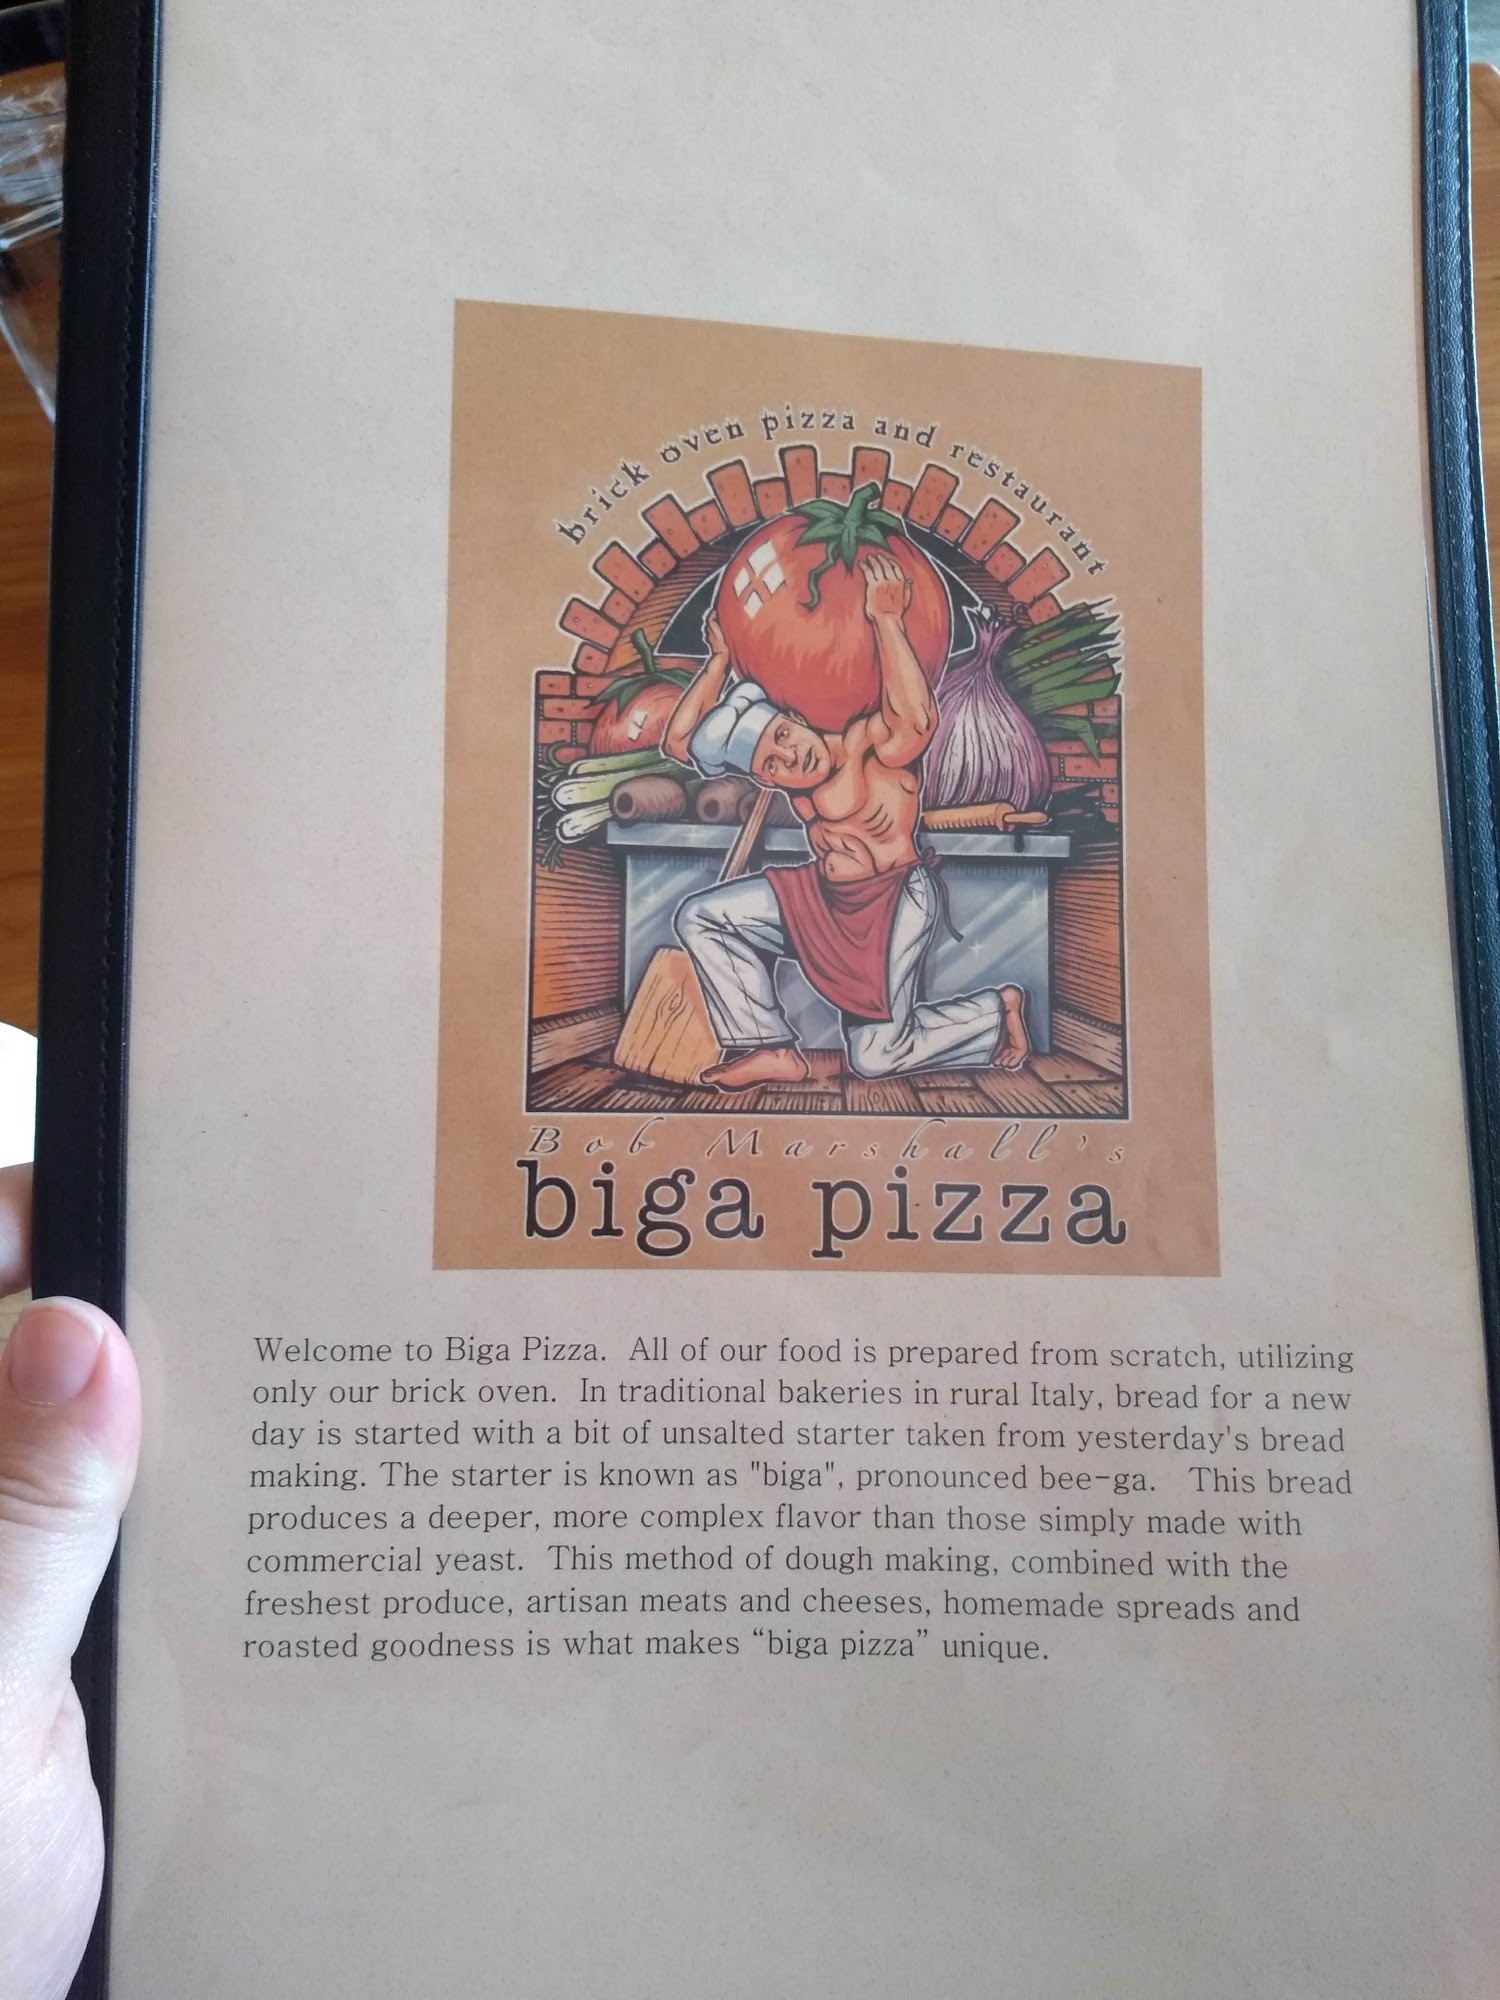 brick oven pizza and restaurant
Bob Marshall's
biga pizza
Welcome to Biga Pizza.  All of our food is prepared from scratch, utilizing
only our brick oven.  In traditional bakeries in rural Italy, bread for a new
day is started with a bit of unsalted starter taken from yesterday's bread
making. The starter is known as "biga", pronounced bee-ga.   This bread
produces a deeper, more complex flavor than those simply made with
commercial yeast.  This method of dough making, combined with the
freshest produce, artisan meats and cheeses, homemade spreads and
roasted goodness is what makes “biga pizza” unique.